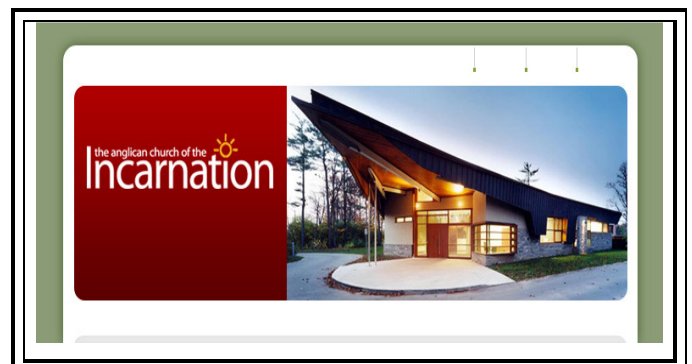 the anglican church of the
Incarnation